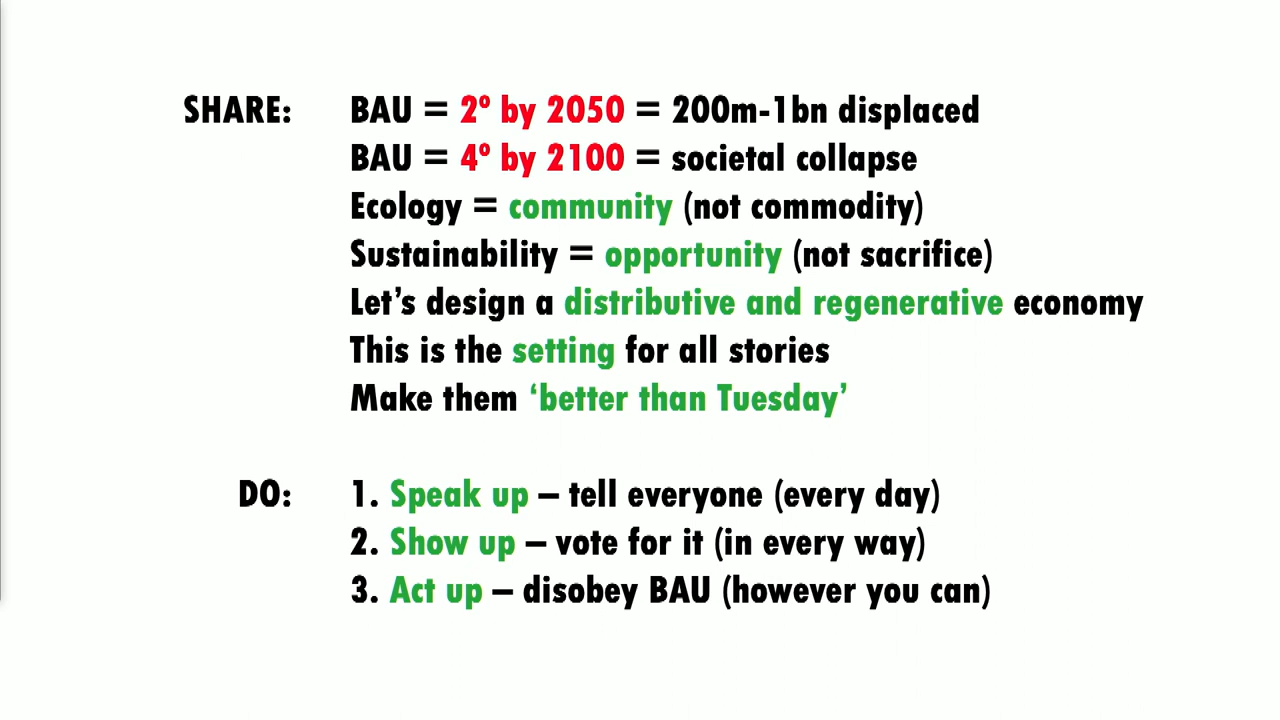 SHARE: BAU = 2º by 2050 = 200m-1bn displaced
BAU = 4º by 2100 = societal collapse
Ecology = community (not commodity)
Sustainability = opportunity (not sacrifice)
Let’s design a distributive and regenerative economy
This is the setting for all stories
Make them ‘better than Tuesday’
DO: 1. Speak up – tell everyone (every day)
2. Show up – vote for it (in every way)
3. Act up – disobey BAU (however you can)